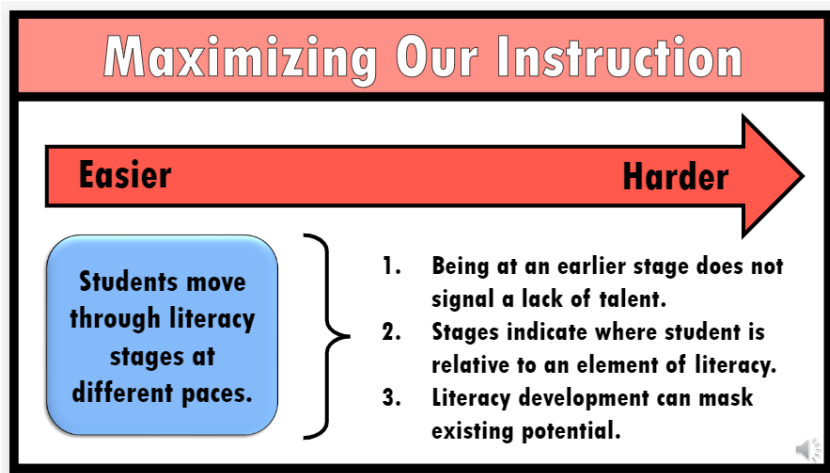 Maximizing Our Instruction
Easier
Harder
Students move
through literacy
stages at
different paces.
1. Being at an earlier stage does not
signal a lack of talent.
2. Stages indicate where student is
relative to an element of literacy.
3. Literacy development can mask
existing potential.